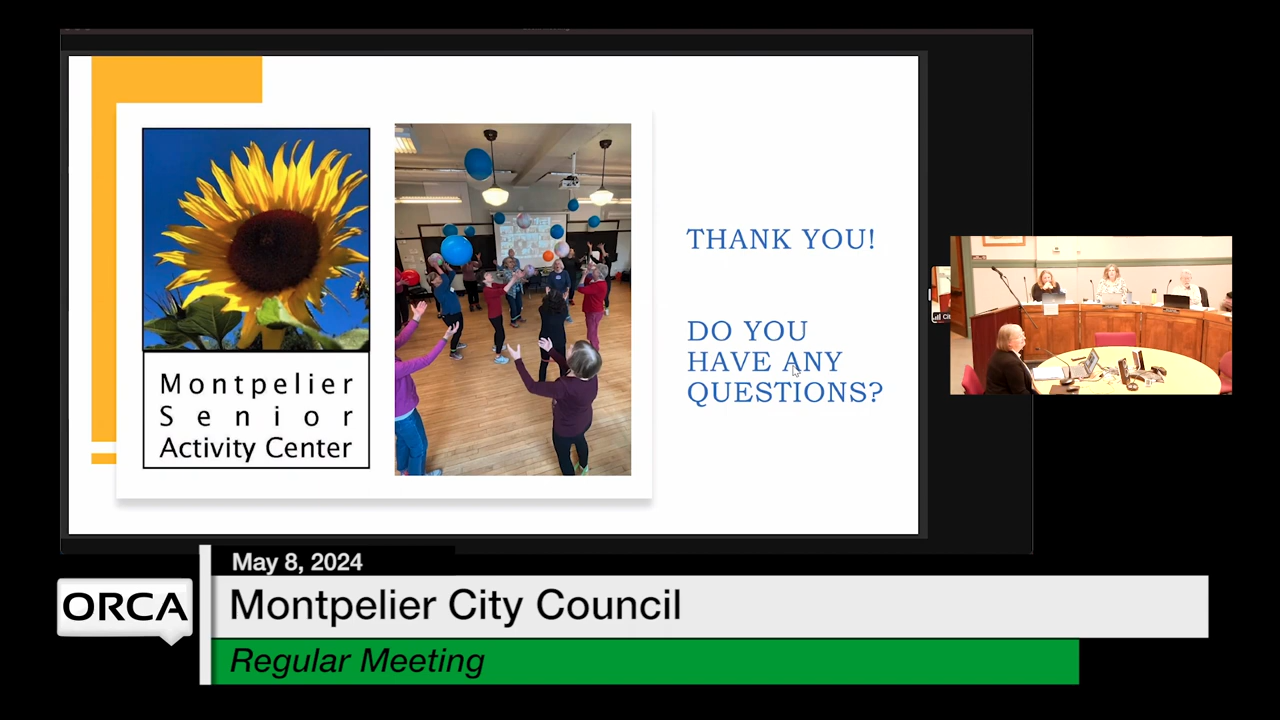 Montpelier
Senior
Activity Center
THANK YOU!
DO YOU
HAVE ANY
QUESTIONS?
May 8, 2024
ORCA
Montpelier City Council
Regular Meeting